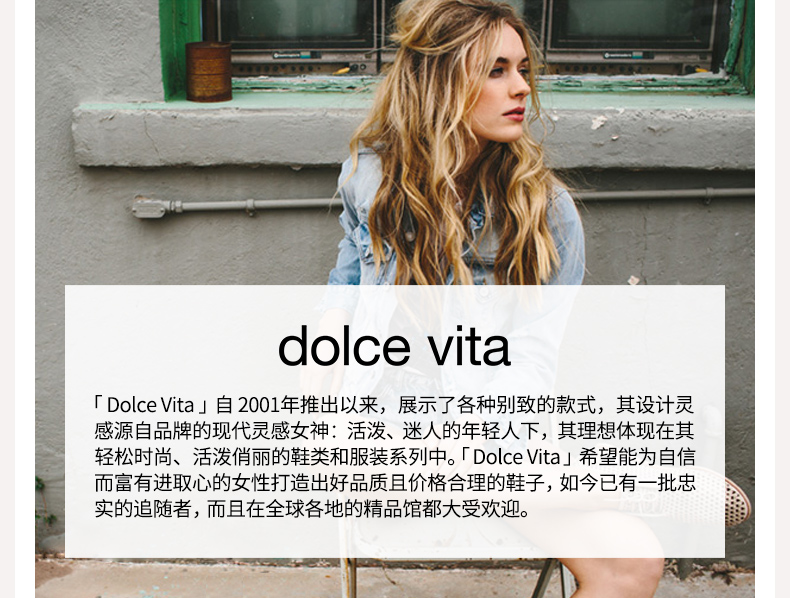 dolce vita
「Dolce Vita」自2001年推出以来，展示了各种别致的款式，其设计灵
感源自品牌的现代灵感女神：活泼、迷人的年轻人下，其理想体现在其
轻松时尚、活泼俏丽的鞋类和服装系列中。「Dolce Vita」希望能为自信
而富有进取心的女性打造出好品质且价格合理的鞋子，如今已有一批忠
实的追随者，而且在全球各地的精品馆都大受欢迎。